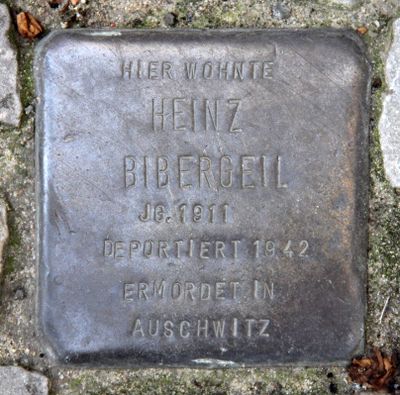 HIER WOHNTE
HEINZ
BIBERGEIL
JG. 1911
DEPORTIERT 1942
ERMORDET IN
AUSCHWITZ